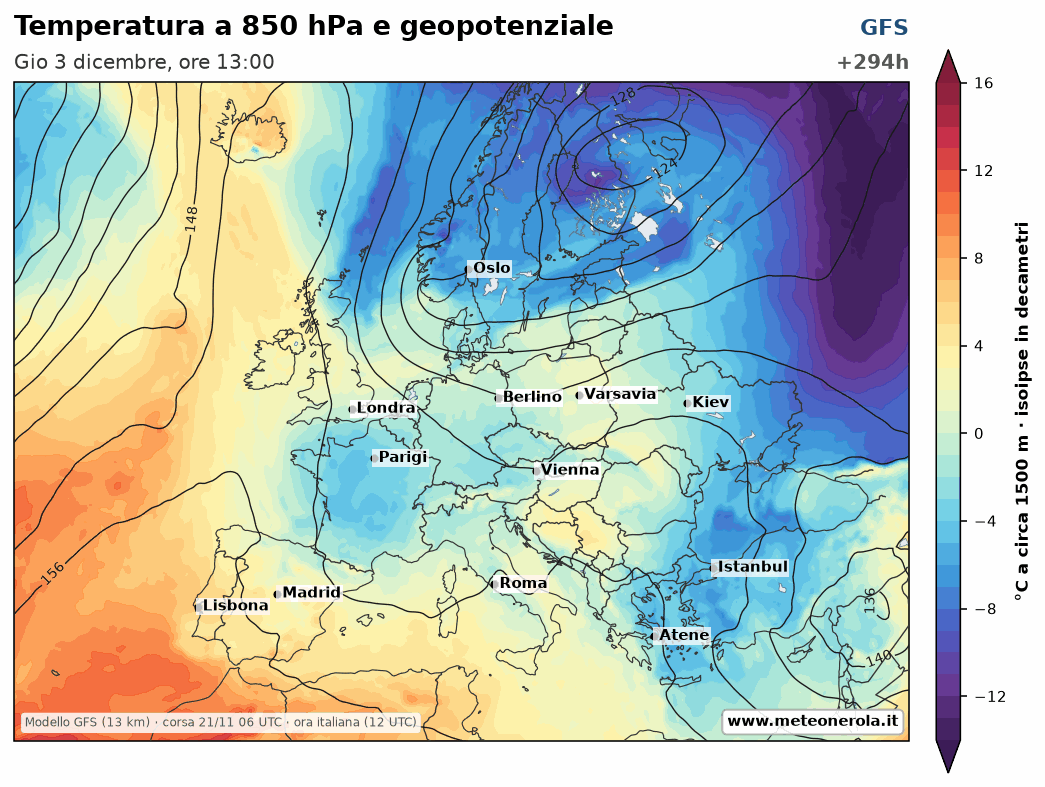 Temperatura a 850 hPa e geopotenziale
GFS
Gio 3 dicembre, ore 13:00
+294h
128
124
148
Oslo
Berlino
Varsavia
Kiev
Londra
Parigi
Vienna
156
Istanbul
Roma
Madrid
Lisbona
136
Atene
140
Modello GFS (13 km) · corsa 21/11 06 UTC · ora italiana (12 UTC)
www.meteonerola.it
16
12
8
4
0
−4
−8
−12
°C a circa 1500 m · isoipse in decametri